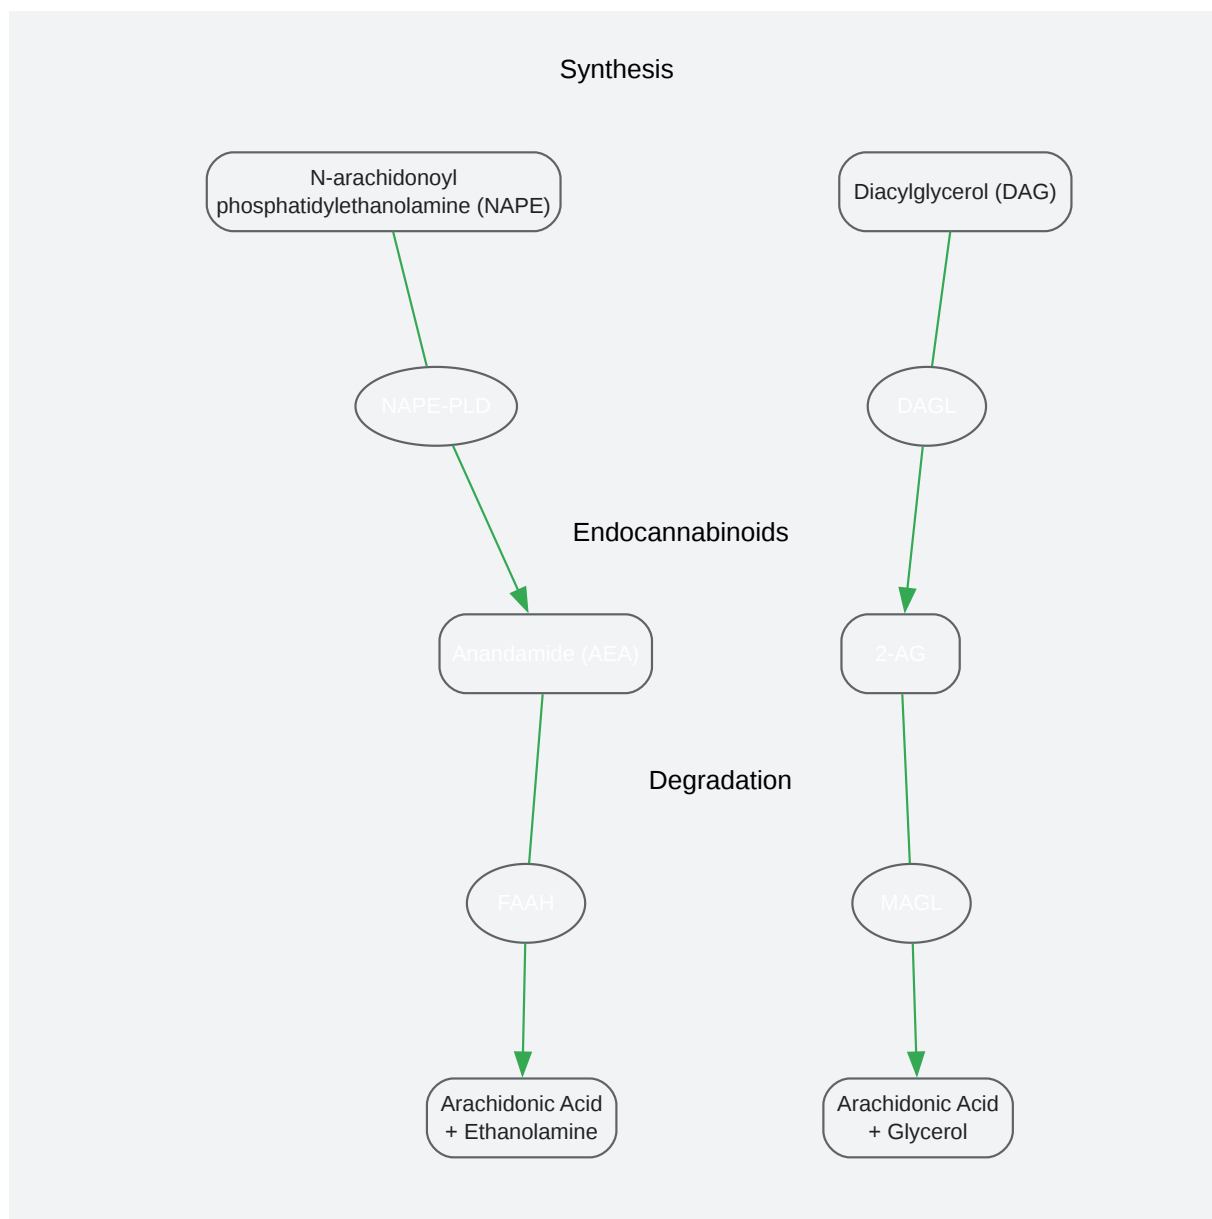 Synthesis
N-arachidonoyl
phosphatidylethanolamine (NAPE)
Diacylglycerol (DAG)
NAPE-PLD
DAGL
Endocannabinoids
Anandamide (AEA)
2-AG
Degradation
FAAH
MAGL
Arachidonic Acid
+ Ethanolamine
Arachidonic Acid
+ Glycerol